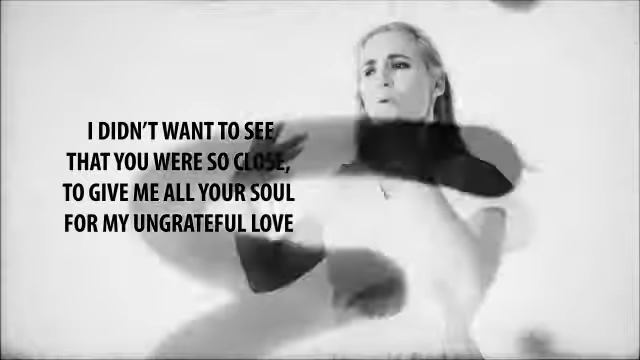 I DIDN'T WANT TO SEE
THAT YOU WERE SO CLOSE,
TO GIVE ME ALL YOUR SOUL
FOR MY UNGRATEFUL LOVE